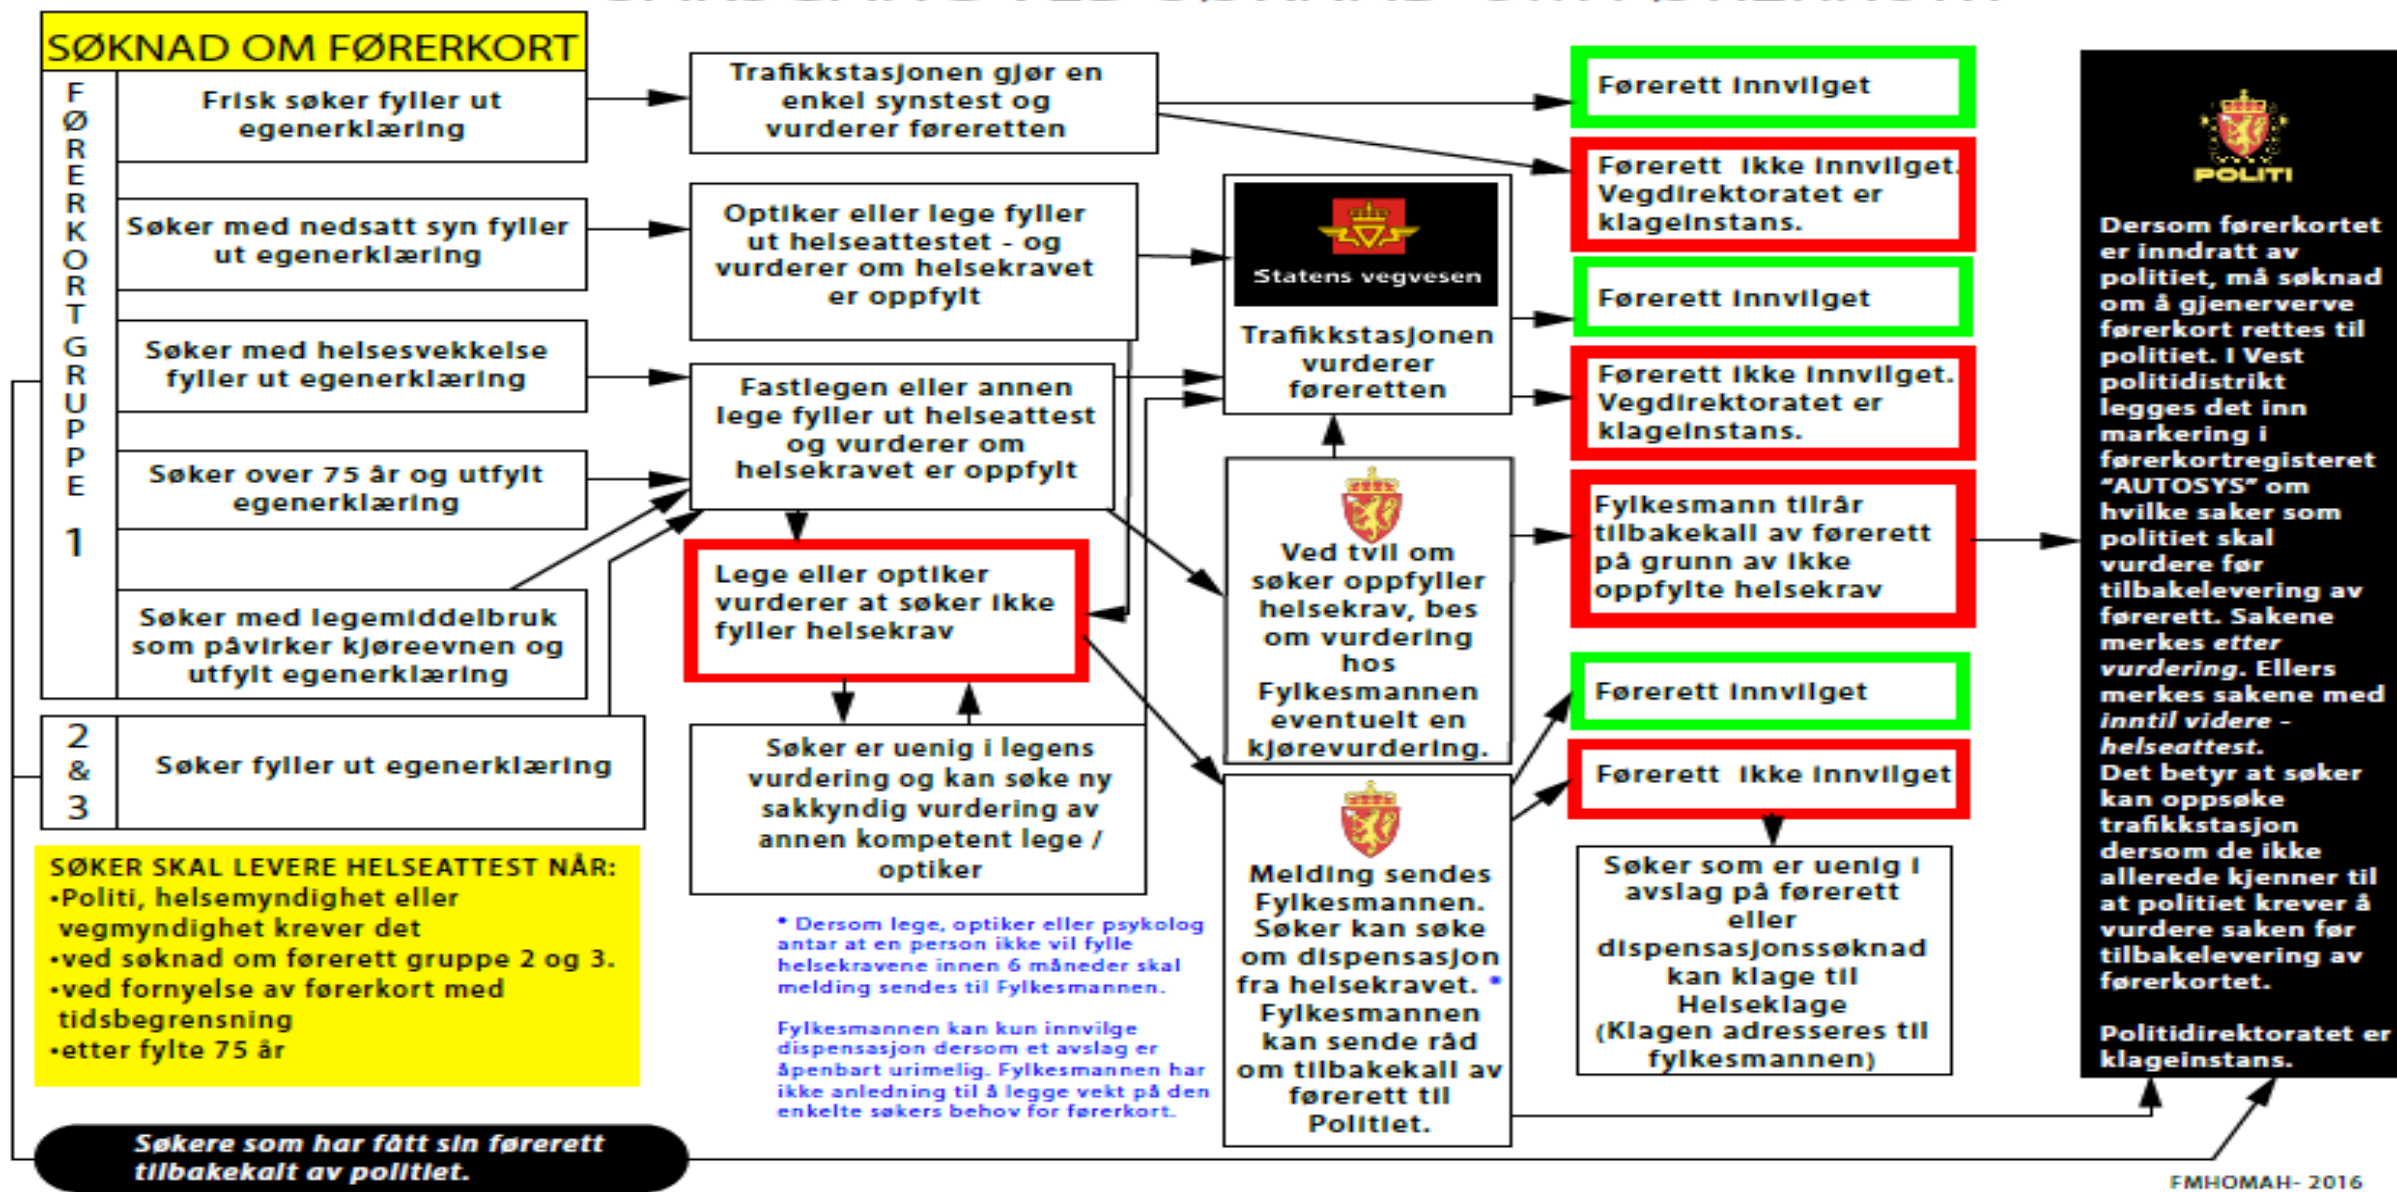 SØKNAD OM FØRERKORT
FØRERKORT GRUPPE 1
Frisk søker fyller ut
egenerklæring
Søker med nedsatt syn fyller
ut egenerklæring
Søker med helsesvekkelse
fyller ut egenerklæring
Søker over 75 år og utfylt
egenerklæring
Søker med legemiddelbruk
som påvirker kjøreevnen og
utfylt egenerklæring
2
&
3
Søker fyller ut egenerklæring
SØKER SKAL LEVERE HELSEATTEST NÅR:
•Politi, helsemyndighet eller
vegmyndighet krever det
•ved søknad om førerett gruppe 2 og 3.
•ved fornyelse av førerkort med
tidsbegrensning
•etter fylte 75 år
Søkere som har fått sin førerett
tilbakekalt av politiet.
Trafikkstasjonen gjør en
enkel synstest og
vurderer føreretten
Optiker eller lege fyller
ut helseattestet - og
vurderer om helsekravet
er oppfylt
Fastlegen eller annen
lege fyller ut helseattest
og vurderer om
helsekravet er oppfylt
Lege eller optiker
vurderer at søker ikke
fyller helsekrav
Søker er uenig i legens
vurdering og kan søke ny
sakkyndig vurdering av
annen kompetent lege /
optiker
* Dersom lege, optiker eller psykolog
antar at en person ikke vil fylle
helsekravene innen 6 måneder skal
melding sendes til Fylkesmannen.
Fylkesmannen kan kun innvilge
dispensasjon dersom et avslag er
åpenbart urimelig. Fylkesmannen har
ikke anledning til å legge vekt på den
enkelte søkers behov for førerkort.
Statens vegvesen
Trafikkstasjonen
vurderer
føreretten
Ved tvil om
søker oppfyller
helsekrav, bes
om vurdering
hos
Fylkesmannen
eventuelt en
kjørevurdering.
Melding sendes
Fylkesmannen.
Søker kan søke
om dispensasjon
fra helsekravet. *
Fylkesmannen
kan sende råd
om tilbakekall av
førerett til
Politiet.
Førerett innvilget
Førerett ikke innvilget.
Vegdirektoratet er
klageinstans.
Førerett innvilget
Førerett ikke innvilget.
Vegdirektoratet er
klageinstans.
Fylkesmann tilrår
tilbakekall av førerett
på grunn av ikke
oppfylte helsekrav
Førerett innvilget
Førerett ikke innvilget
Søker som er uenig i
avslag på førerett
eller
dispensasjonssøknad
kan klage til
Helseklage
(Klagen adresseres til
fylkesmannen)
POLITI
Dersom førerkortet
er inndratt av
politiet, må søknad
om å gjenerverve
førerkort rettes til
politiet. I Vest
politidistrikt
legges det inn
markering i
førerkortregisteret
"AUTOSYS" om
hvilke saker som
politiet skal
vurdere før
tilbakelevering av
førerett. Sakene
merkes etter
vurdering. Ellers
merkes sakene med
inntil videre -
helseattest.
Det betyr at søker
kan oppsøke
trafikkstasjon
dersom de ikke
allerede kjenner til
at politiet krever å
vurdere saken før
tilbakelevering av
førerkortet.
Politidirektoratet er
klageinstans.
FMHOMAH- 2016